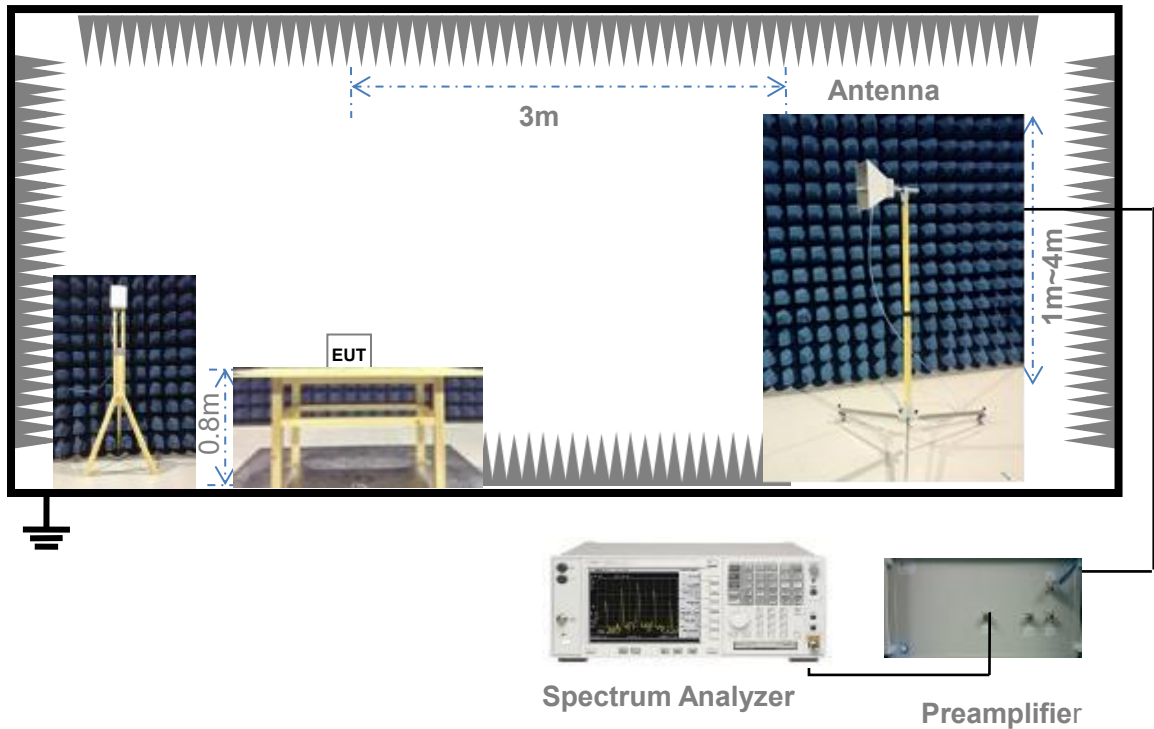 Antenna
3m
1m~4m
EUT
0.8m
Spectrum Analyzer
Preamplifier